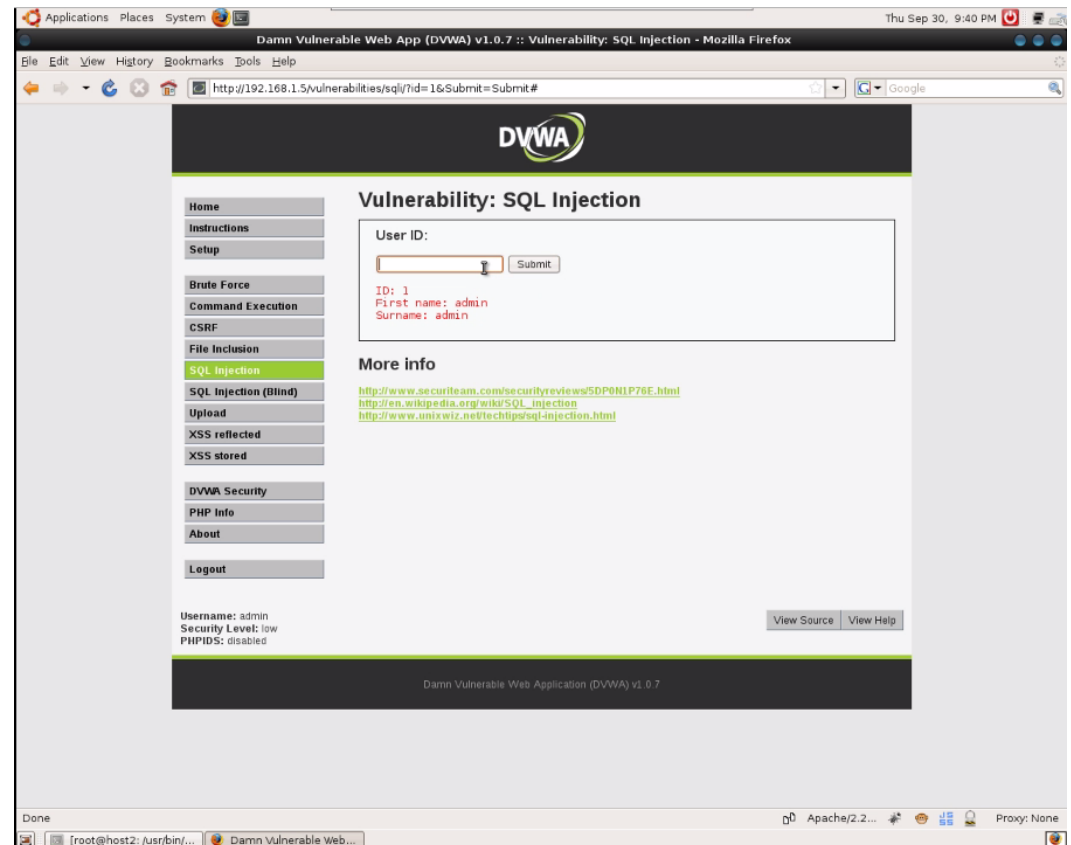 Applications Places System
Thu Sep 30, 9:40 PM
Damn Vulnerable Web App (DVWA) v1.0.7 :: Vulnerability: SQL Injection - Mozilla Firefox
File Edit View History Bookmarks Tools Help
http://192.168.1.5/vulnerabilities/sqli/?id=1&Submit=Submit#
Google
DVWA
Home
Instructions
Setup
Brute Force
Command Execution
CSRF
File Inclusion
SQL Injection
SQL Injection (Blind)
Upload
XSS reflected
XSS stored
DVWA Security
PHP Info
About
Logout
Username: admin
Security Level: low
PHPIDS: disabled
Vulnerability: SQL Injection
User ID:
Submit
ID: 1
First name: admin
Surname: admin
More info
http://www.securiteam.com/securityreviews/5DP0N1P76E.html
http://en.wikipedia.org/wiki/SQL_injection
http://www.unixwiz.net/techtips/sql-injection.html
View Source View Help
Damn Vulnerable Web Application (DVWA) v1.0.7
Done
Apache/2.2...
Proxy: None
[root@host2: /usr/bin/...
Damn Vulnerable Web...